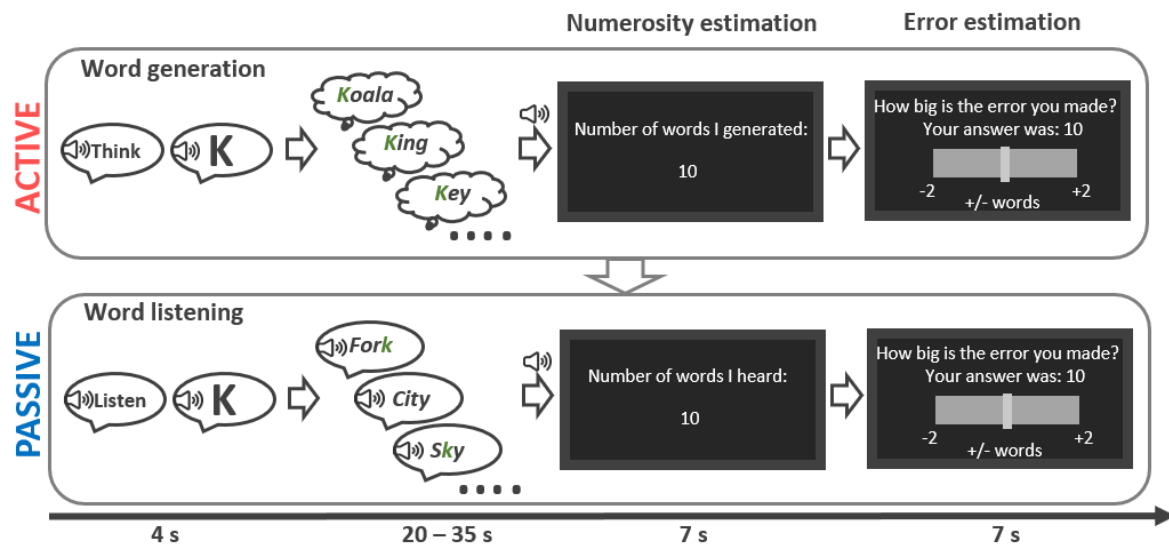 Numerosity estimation
Error estimation
ACTIVE
Word generation
Think
K
Koala
King
Key
Number of words I generated:
10
How big is the error you made?
Your answer was: 10
-2
+2
+/- words
PASSIVE
Word listening
Listen
K
Fork
City
Sky
Number of words I heard:
10
How big is the error you made?
Your answer was: 10
-2
+2
+/- words
4 s
20 – 35 s
7 s
7 s